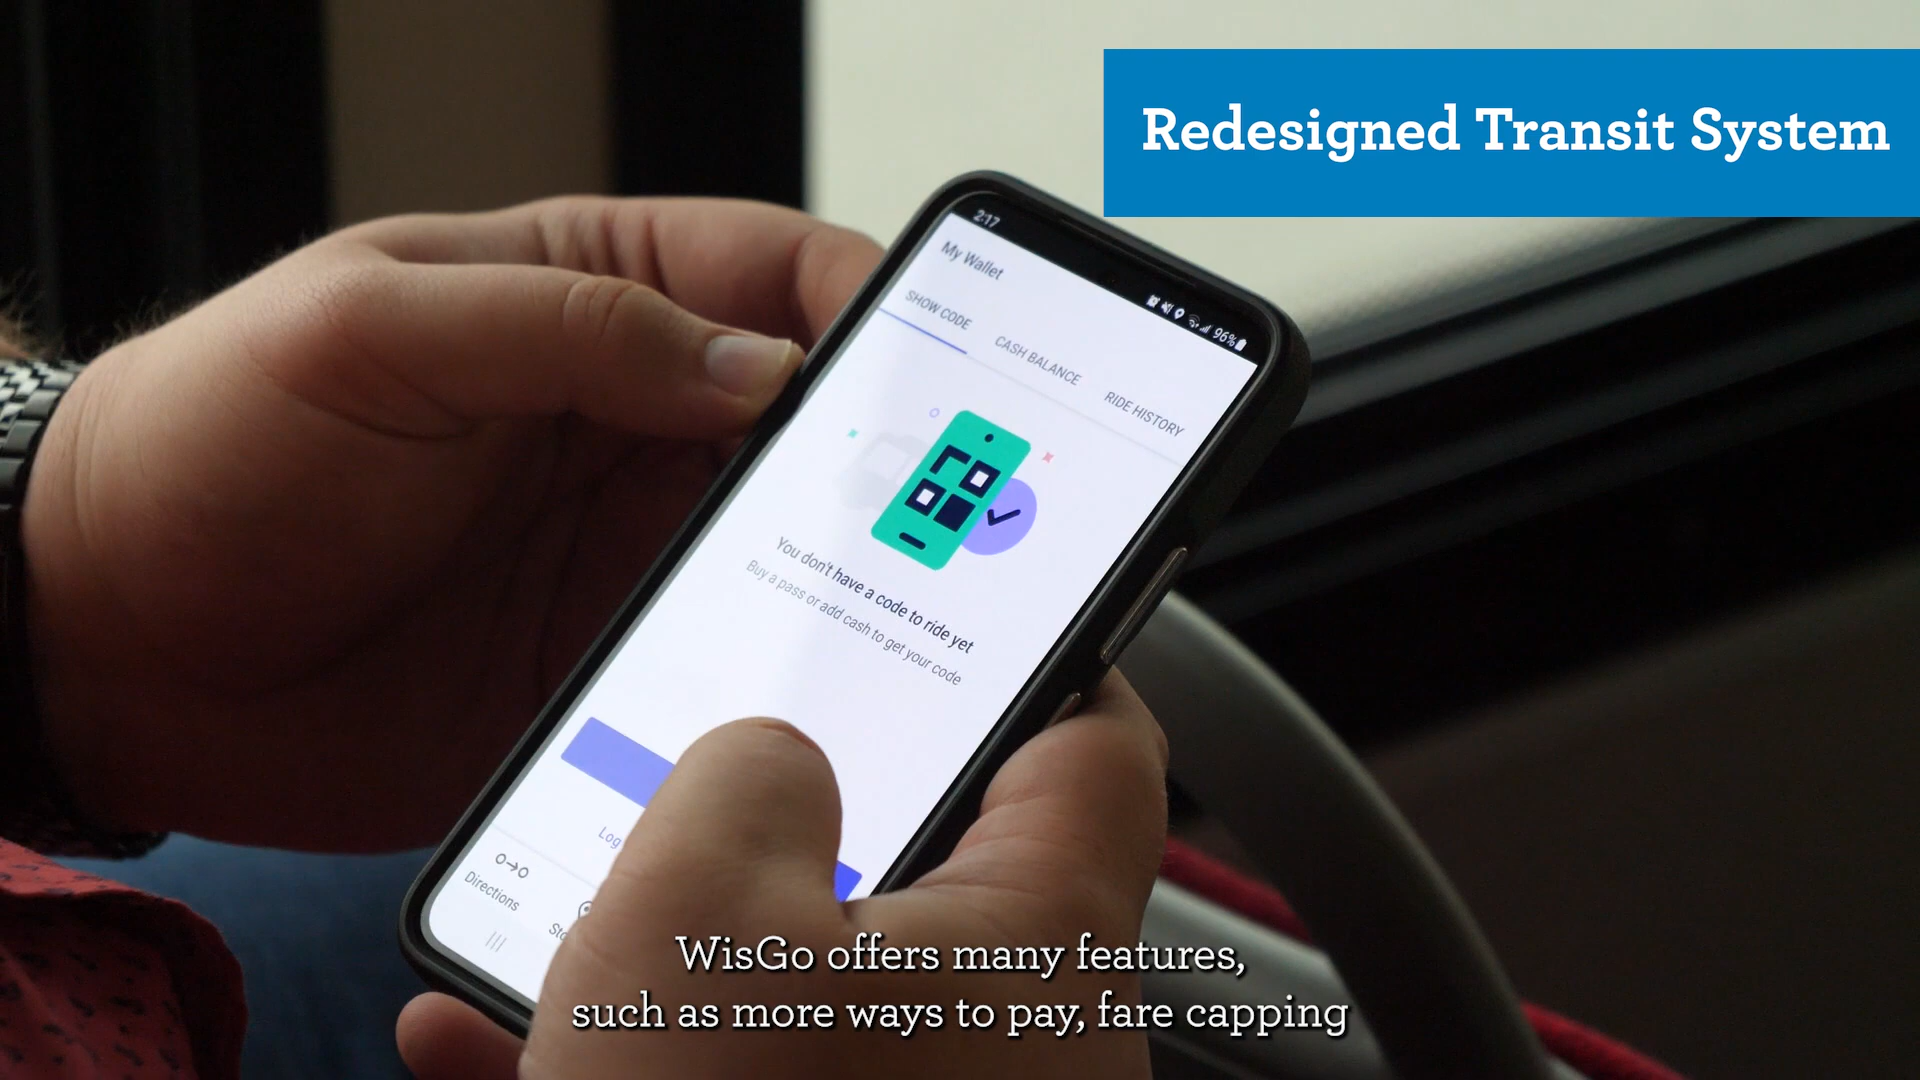 Redesigned Transit System
2:17
96%
My Wallet
SHOW CODE
CASH BALANCE
RIDE HISTORY
You don't have a code to ride yet
Buy a pass or add cash to get your code
Log
Directions
WisGo offers many features,
such as more ways to pay, fare capping